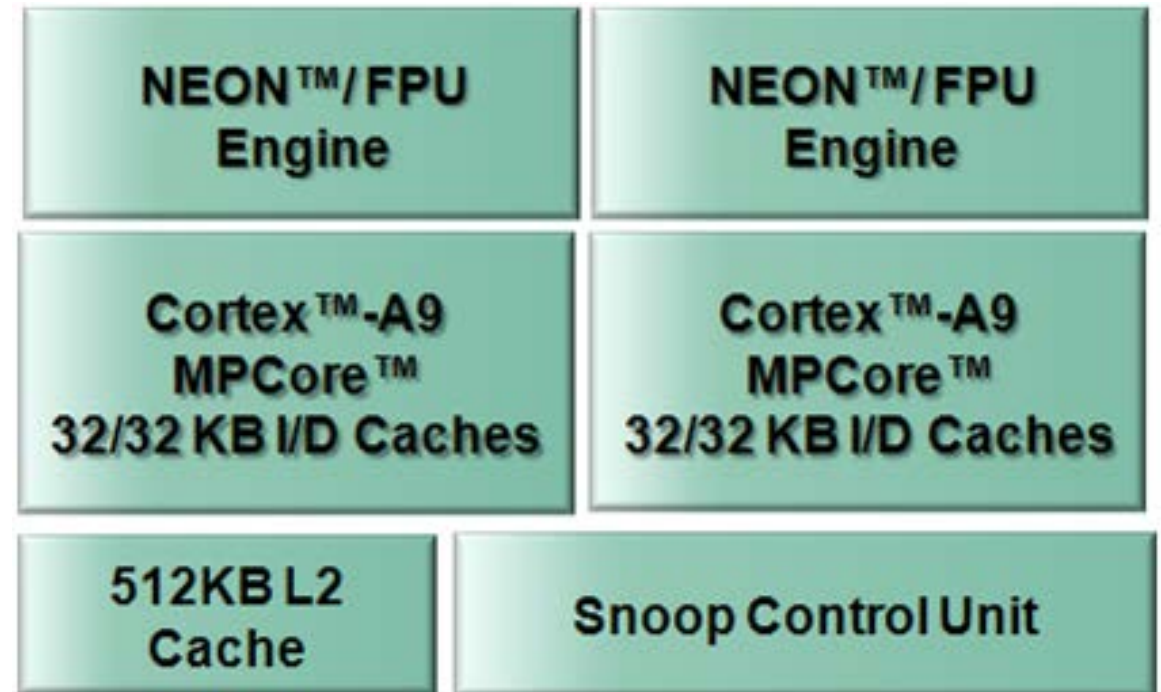 NEON™/FPU
Engine
NEON™/FPU
Engine
Cortex™-A9
MPCore™
32/32 KB I/D Caches
Cortex™-A9
MPCore™
32/32 KB I/D Caches
512KB L2
Cache
Snoop Control Unit